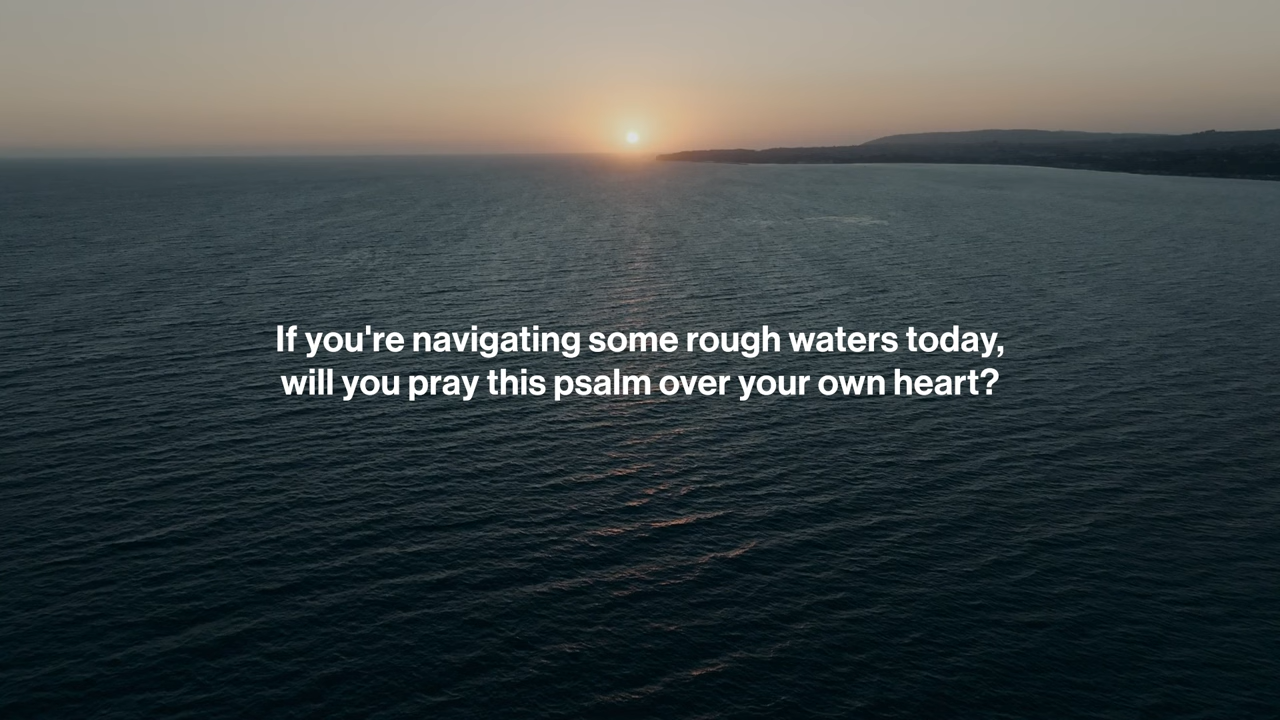 If you're navigating some rough waters today,
will you pray this psalm over your own heart?